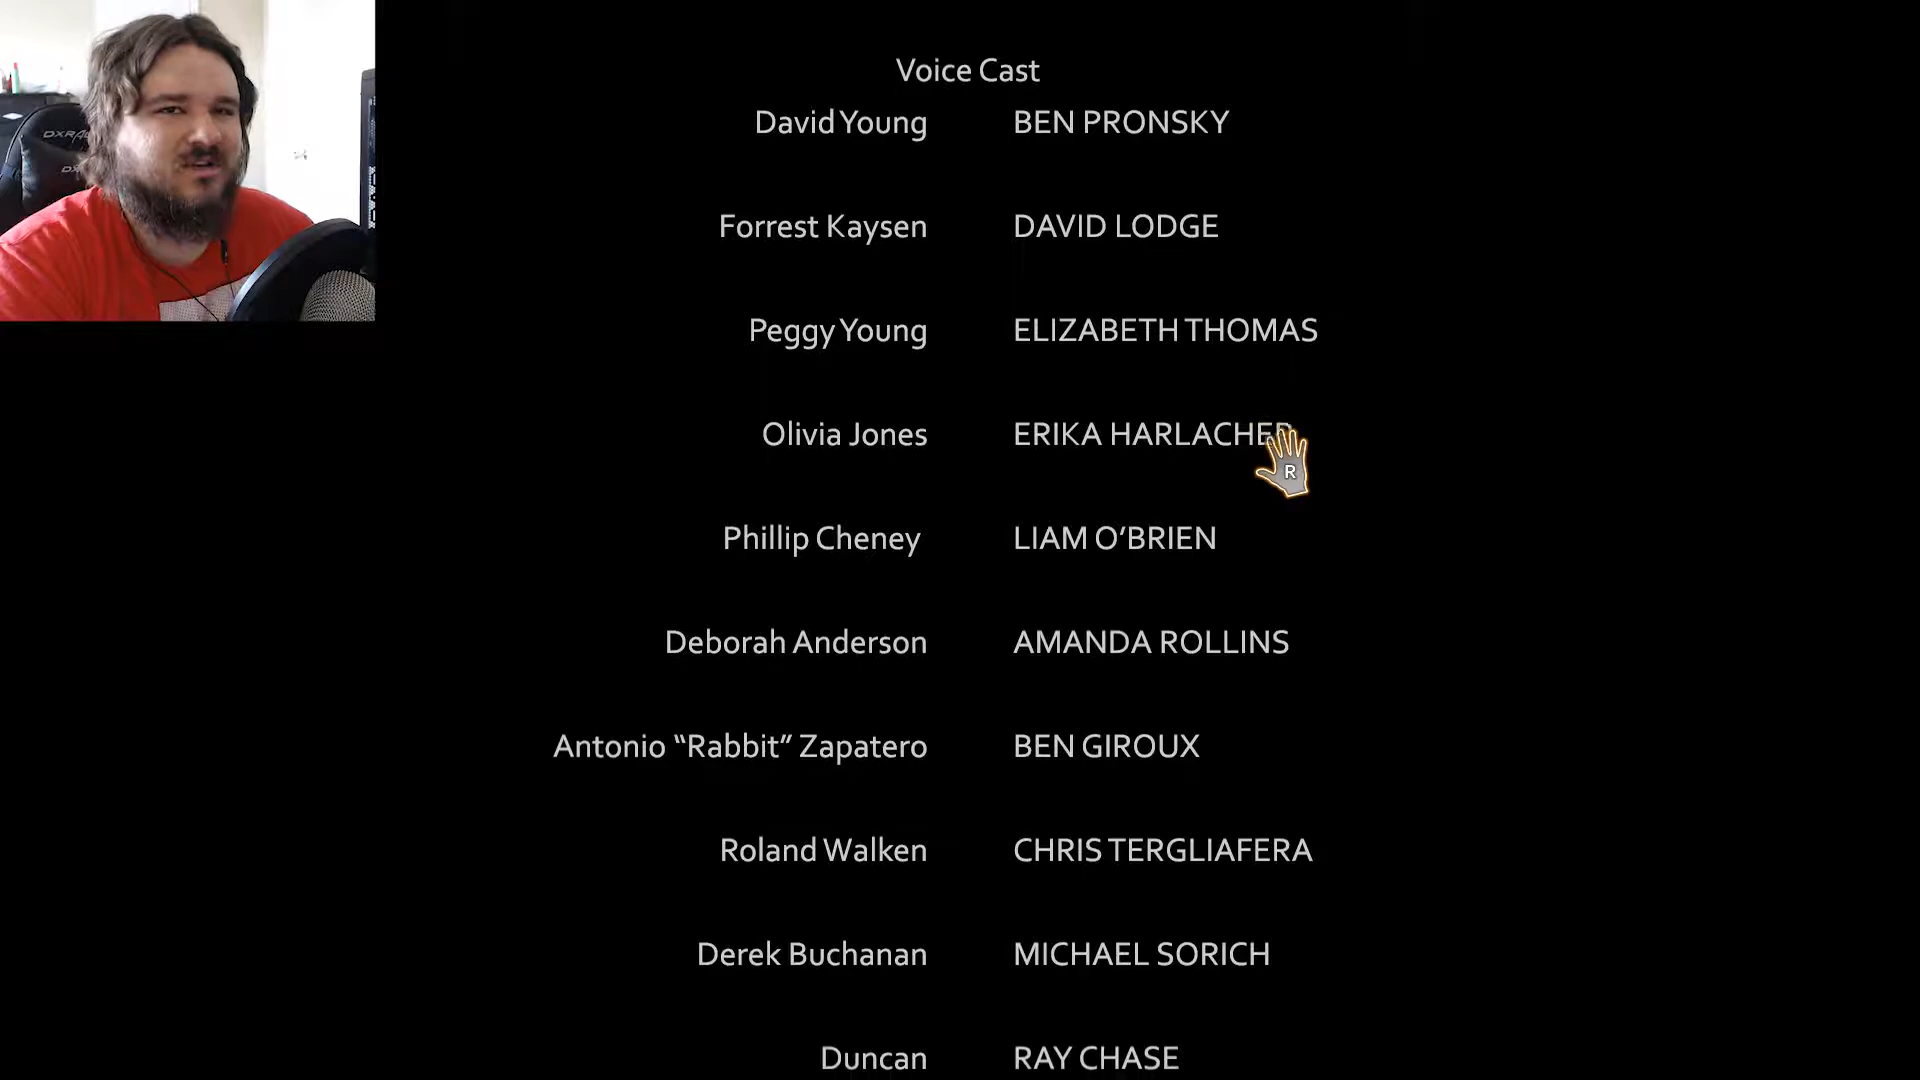 Voice Cast
David Young BEN PRONSKY
Forrest Kaysen DAVID LODGE
Peggy Young ELIZABETH THOMAS
Olivia Jones ERIKA HARLACHER
R
Phillip Cheney LIAM O’BRIEN
Deborah Anderson AMANDA ROLLINS
Antonio “Rabbit” Zapatero BEN GIROUX
Roland Walken CHRIS TERGLIAFERA
Derek Buchanan MICHAEL SORICH
Duncan RAY CHASE